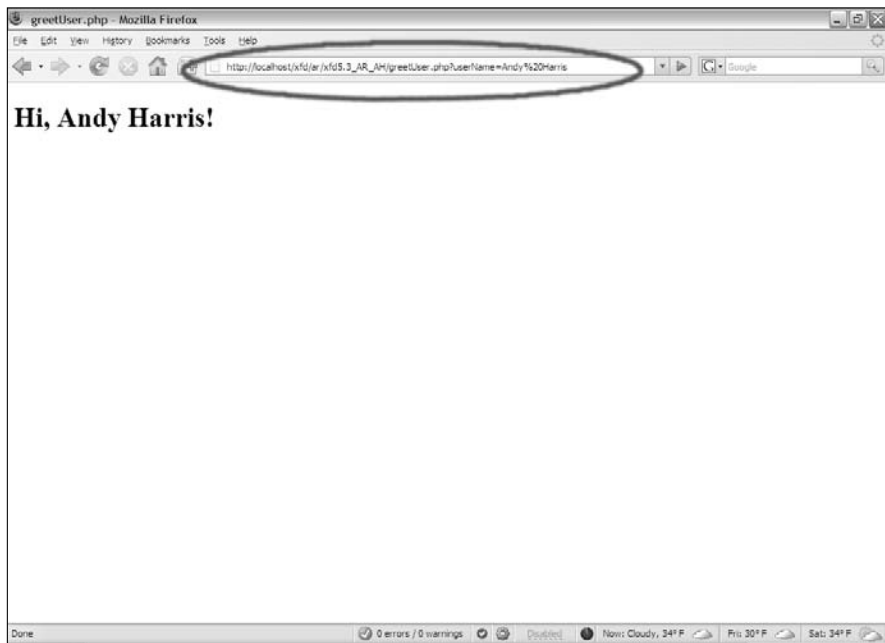 greetUser.php - Mozilla Firefox
File Edit View History Bookmarks Tools Help
http://localhost/xfd/ar/xfd5.3_AR_AH/greetUser.php?userName=Andy%20Harris
G Google
Hi, Andy Harris!
Done 0 errors / 0 warnings Disabled Now: Cloudy, 34° F Fri: 30° F Sat: 34° F